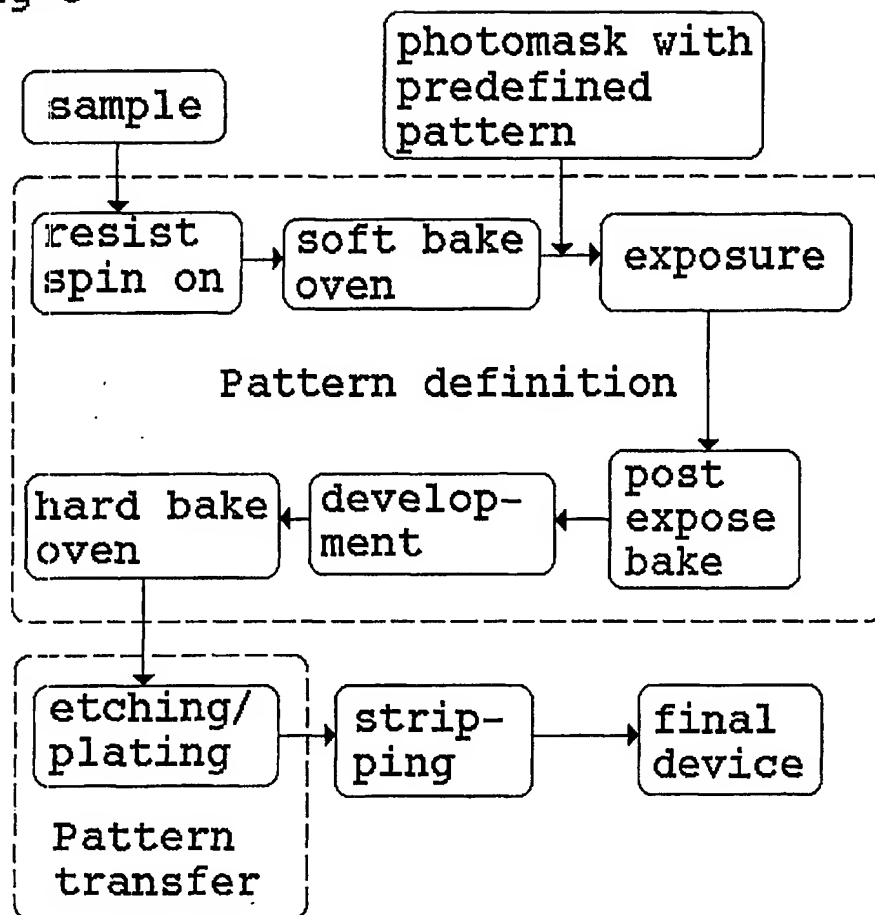 photomask with
predefined
pattern
sample
resist
spin on
soft bake
oven
exposure
Pattern definition
hard bake
oven
develop-
ment
post
expose
bake
etching/
plating
strip-
ping
final
device
Pattern
transfer